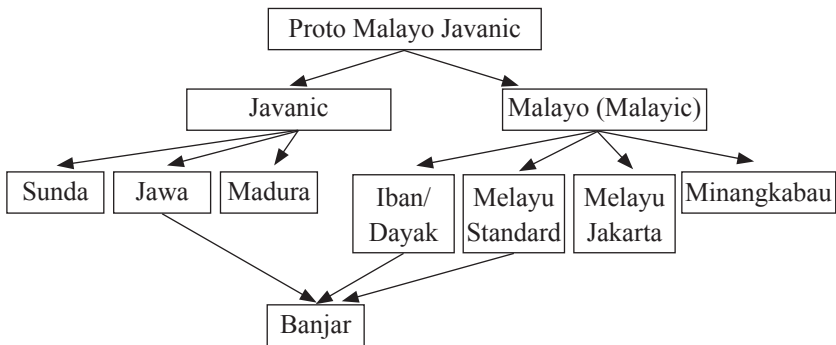 Proto Malayo Javanic
Javanic
Malayo (Malayic)
Sunda
Jawa
Madura
Iban/
Dayak
Melayu
Standard
Melayu
Jakarta
Minangkabau
Banjar